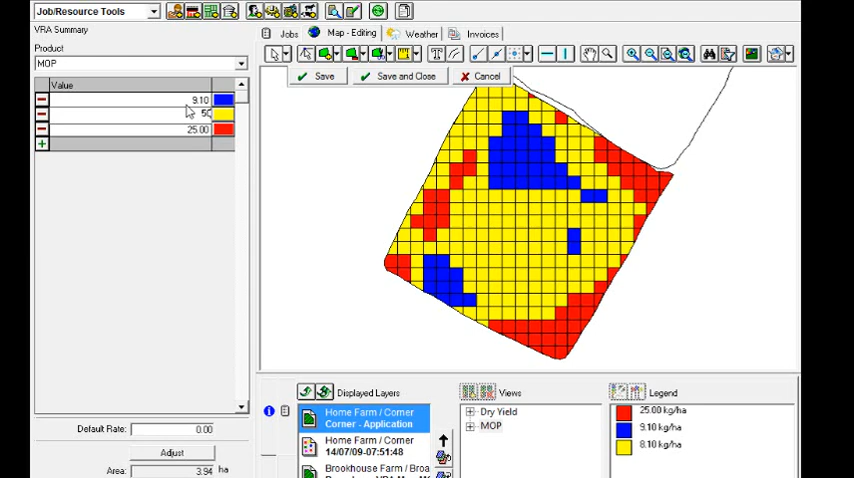 Job/Resource Tools
VRA Summary
Product
MOP
Value
9.10
50
25.00
Default Rate: 0.00
Adjust
Area: 3.94 ha
Jobs Map - Editing Weather Invoices
Save Save and Close Cancel
Displayed Layers
Home Farm / Corner
Corner - Application
Home Farm / Corner
14/07/09-07:51:48
Brookhouse Farm / Broa
Views
Dry Yield
MOP
Legend
25.00 kg/ha
9.10 kg/ha
8.10 kg/ha